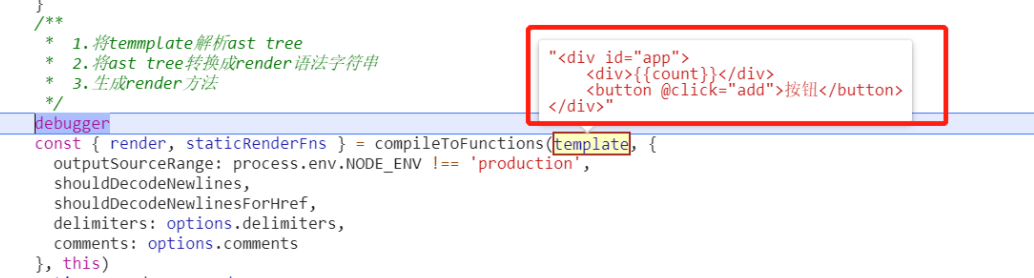 }
/**
 * 1.将temmplate解析ast tree
 * 2.将ast tree转换成render语法字符串
 * 3.生成render方法
 */
debugger
const { render, staticRenderFns } = compileToFunctions(template, {
  outputSourceRange: process.env.NODE_ENV !== 'production',
  shouldDecodeNewlines,
  shouldDecodeNewlinesForHref,
  delimiters: options.delimiters,
  comments: options.comments
}, this)
"<div id="app">
    <div>{{count}}</div>
    <button @click="add">按钮</button>
</div>"